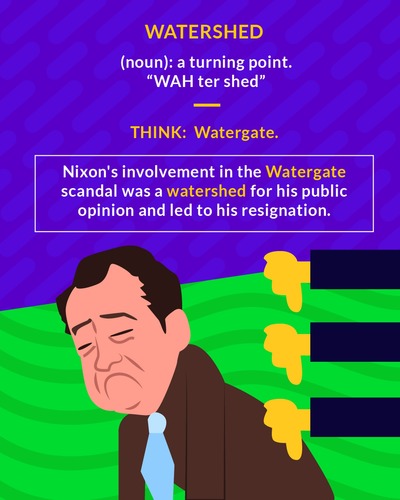 WATERSHED
(noun): a turning point.
“WAH ter shed”
THINK: Watergate.
Nixon's involvement in the Watergate
scandal was a watershed for his public
opinion and led to his resignation.